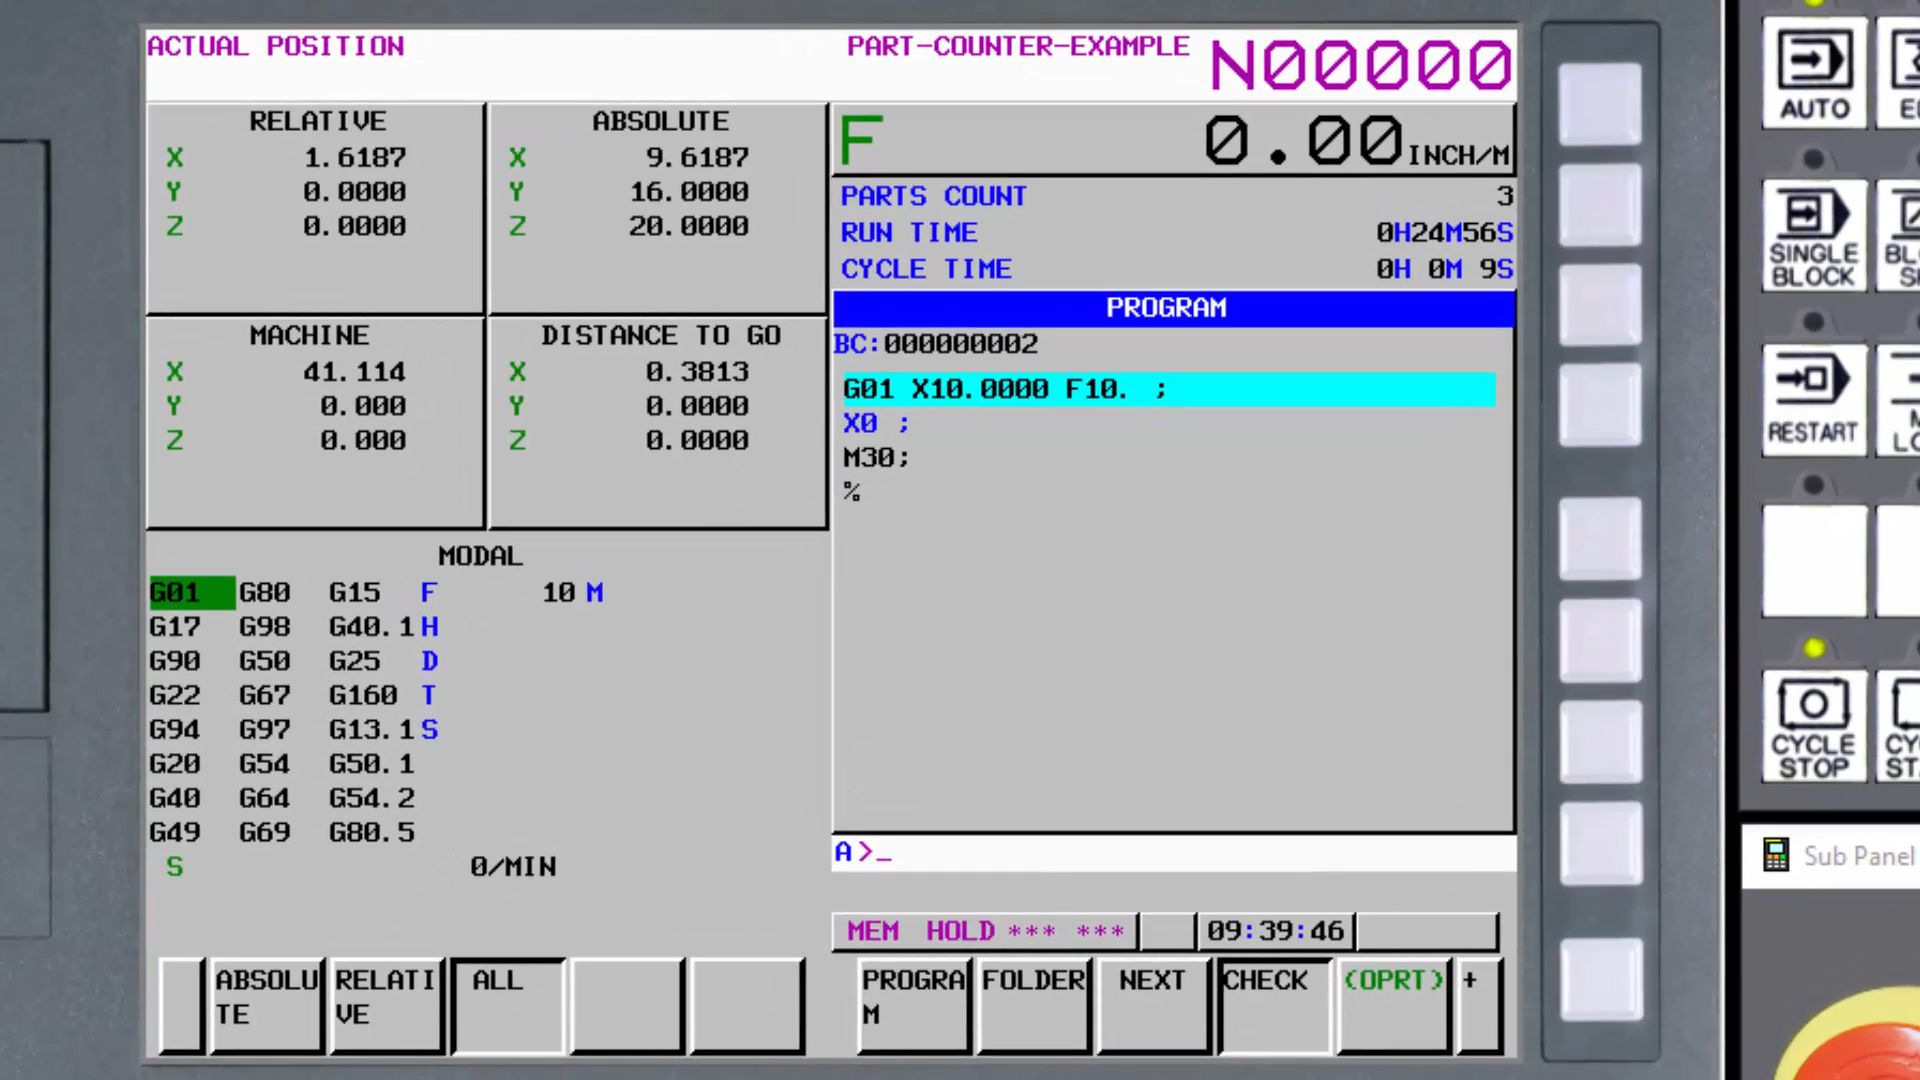 ACTUAL POSITION
PART-COUNTER-EXAMPLE N00000
RELATIVE
X 1.6187
Y 0.0000
Z 0.0000
ABSOLUTE
X 9.6187
Y 16.0000
Z 20.0000
MACHINE
X 41.114
Y 0.000
Z 0.000
DISTANCE TO GO
X 0.3813
Y 0.0000
Z 0.0000
MODAL
G01 G80 G15 F 10 M
G17 G98 G40.1 H
G90 G50 G25 D
G22 G67 G160 T
G94 G97 G13.1 S
G20 G54 G50.1
G40 G64 G54.2
G49 G69 G80.5
S 0/MIN
F 0.00 INCH/M
PARTS COUNT 3
RUN TIME 0H24M56S
CYCLE TIME 0H 0M 9S
PROGRAM
BC:000000002
G01 X10.0000 F10. ;
X0 ;
M30;
%
A>_
MEM HOLD *** *** 09:39:46
ABSOLU
TE
RELATI
VE
ALL
PROGRA
M
FOLDER
NEXT
CHECK
(OPRT)
+
AUTO
SINGLE
BLOCK
RESTART
CYCLE
STOP
Sub Panel